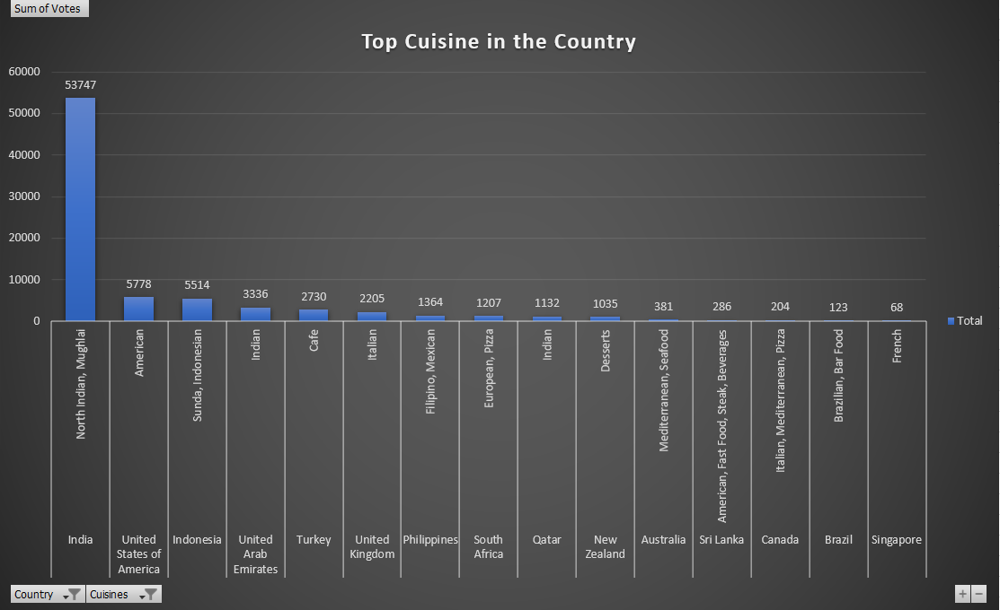 Sum of Votes
Top Cuisine in the Country
60000
50000
40000
30000
20000
10000
0
53747
5778
5514
3336
2730
2205
1364
1207
1132
1035
381
286
204
123
68
Total
North Indian, Mughlai
American
Sunda, Indonesian
Indian
Cafe
Italian
Filipino, Mexican
European, Pizza
Indian
Desserts
Mediterranean, Seafood
American, Fast Food, Steak, Beverages
Italian, Mediterranean, Pizza
Brazilian, Bar Food
French
India
United
States of
America
Indonesia
United
Arab
Emirates
Turkey
United
Kingdom
Philippines
South
Africa
Qatar
New
Zealand
Australia
Sri Lanka
Canada
Brazil
Singapore
Country
Cuisines
+
−